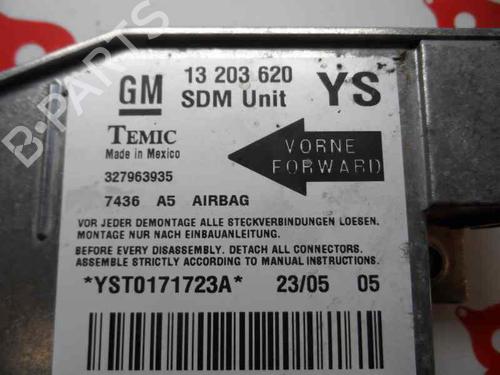 GM 13 203 620 YS
SDM Unit
TEMIC
Made in Mexico
VORNE
FORWARD
327963935
7436 A5 AIRBAG
VOR JEDER DEMONTAGE ALLE STECKVERBINDUNGEN LOESEN.
MONTAGE NUR NACH EINBAUANLEITUNG.
BEFORE EVERY DISASSEMBLY. DETACH ALL CONNECTORS.
ASSEMBLE STRICTLY ACCORDING TO MANUAL INSTRUCTIONS.
*YST0171723A* 23/05 05
B-PARTS